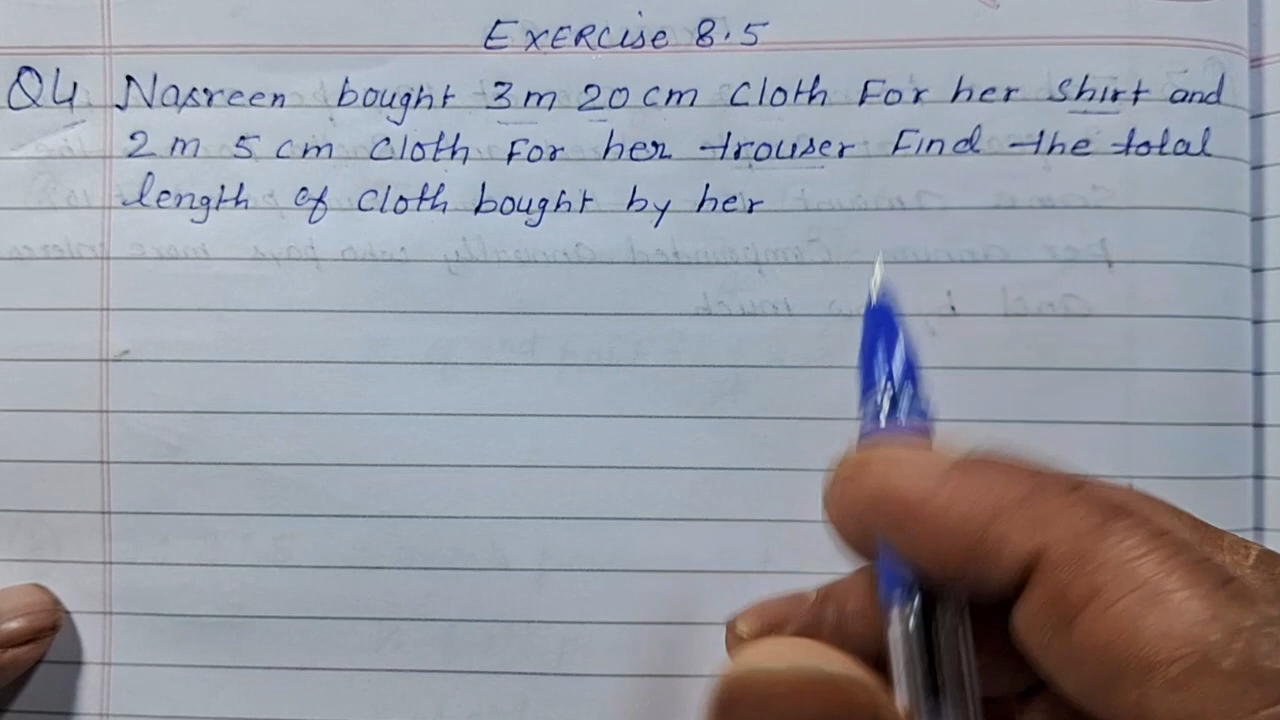 Exercise 8.5
Q4 Nasreen bought 3m 20cm cloth For her shirt and
2m 5cm cloth For her trouser Find the total
length of cloth bought by her